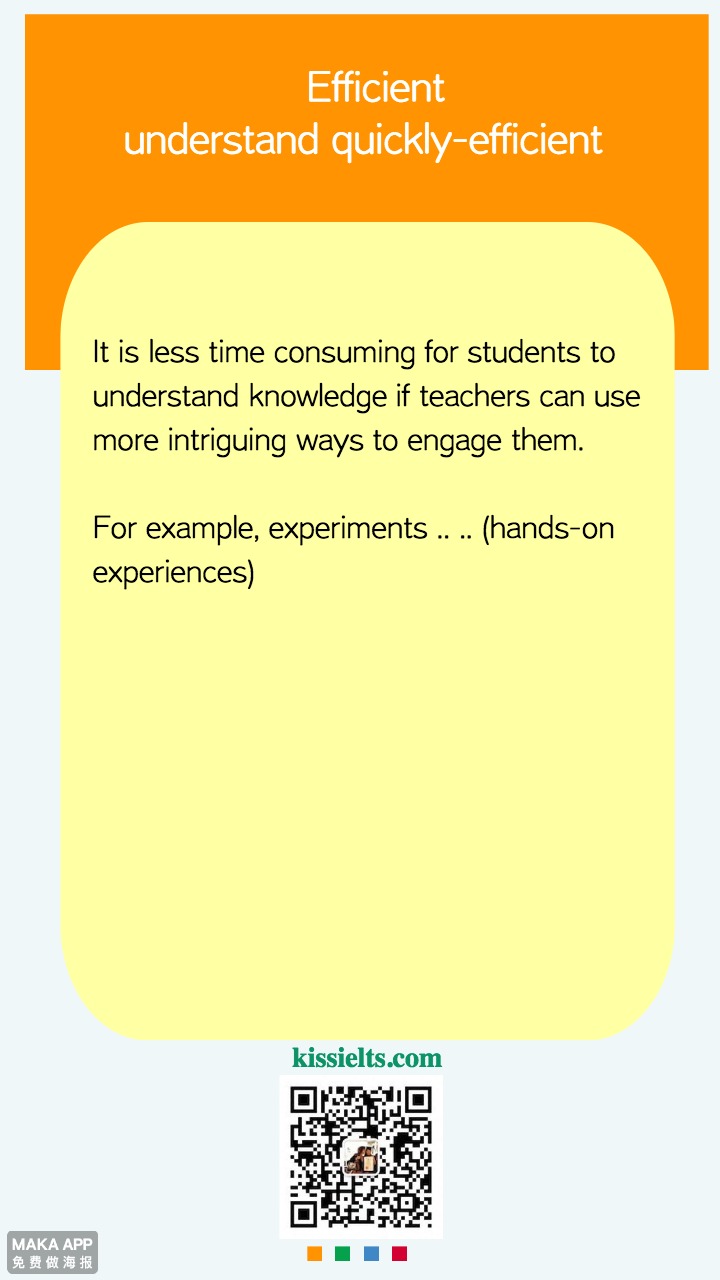 Efficient
understand quickly-efficient
It is less time consuming for students to
understand knowledge if teachers can use
more intriguing ways to engage them.
For example, experiments .. .. (hands-on
experiences)
kissielts.com
MAKA APP
免费做海报